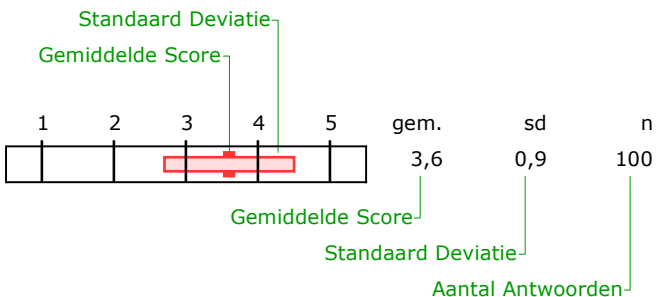 Standaard Deviatie
Gemiddelde Score
1 2 3 4 5 gem. sd n
3,6 0,9 100
Gemiddelde Score
Standaard Deviatie
Aantal Antwoorden